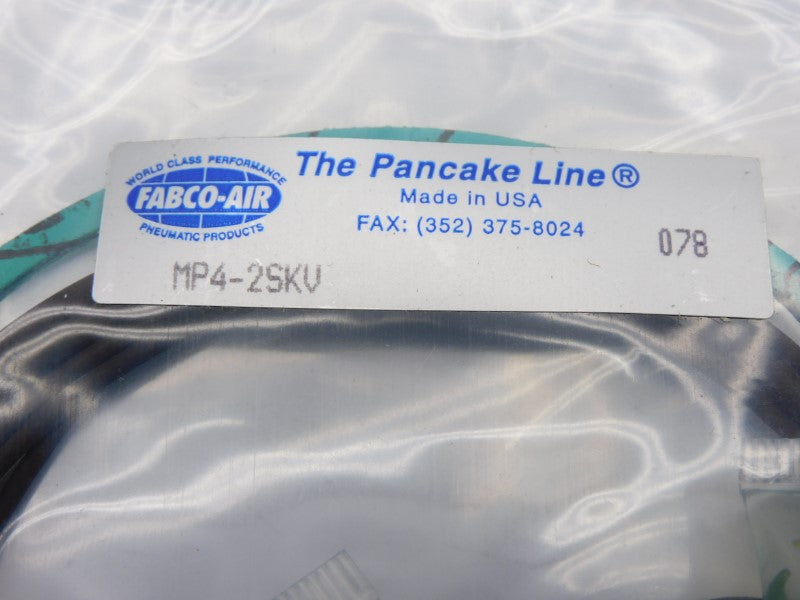 WORLD CLASS PERFORMANCE
FABCO-AIR
PNEUMATIC PRODUCTS
The Pancake Line®
Made in USA
FAX: (352) 375-8024
078
MP4-2SKV